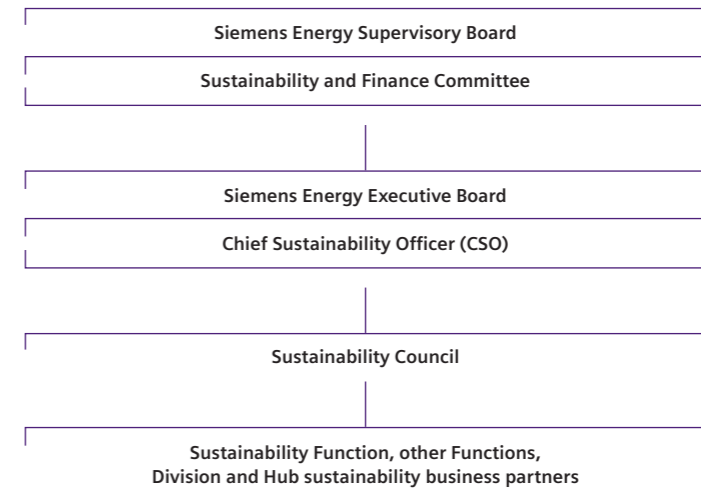 Siemens Energy Supervisory Board
Sustainability and Finance Committee
Siemens Energy Executive Board
Chief Sustainability Officer (CSO)
Sustainability Council
Sustainability Function, other Functions,
Division and Hub sustainability business partners